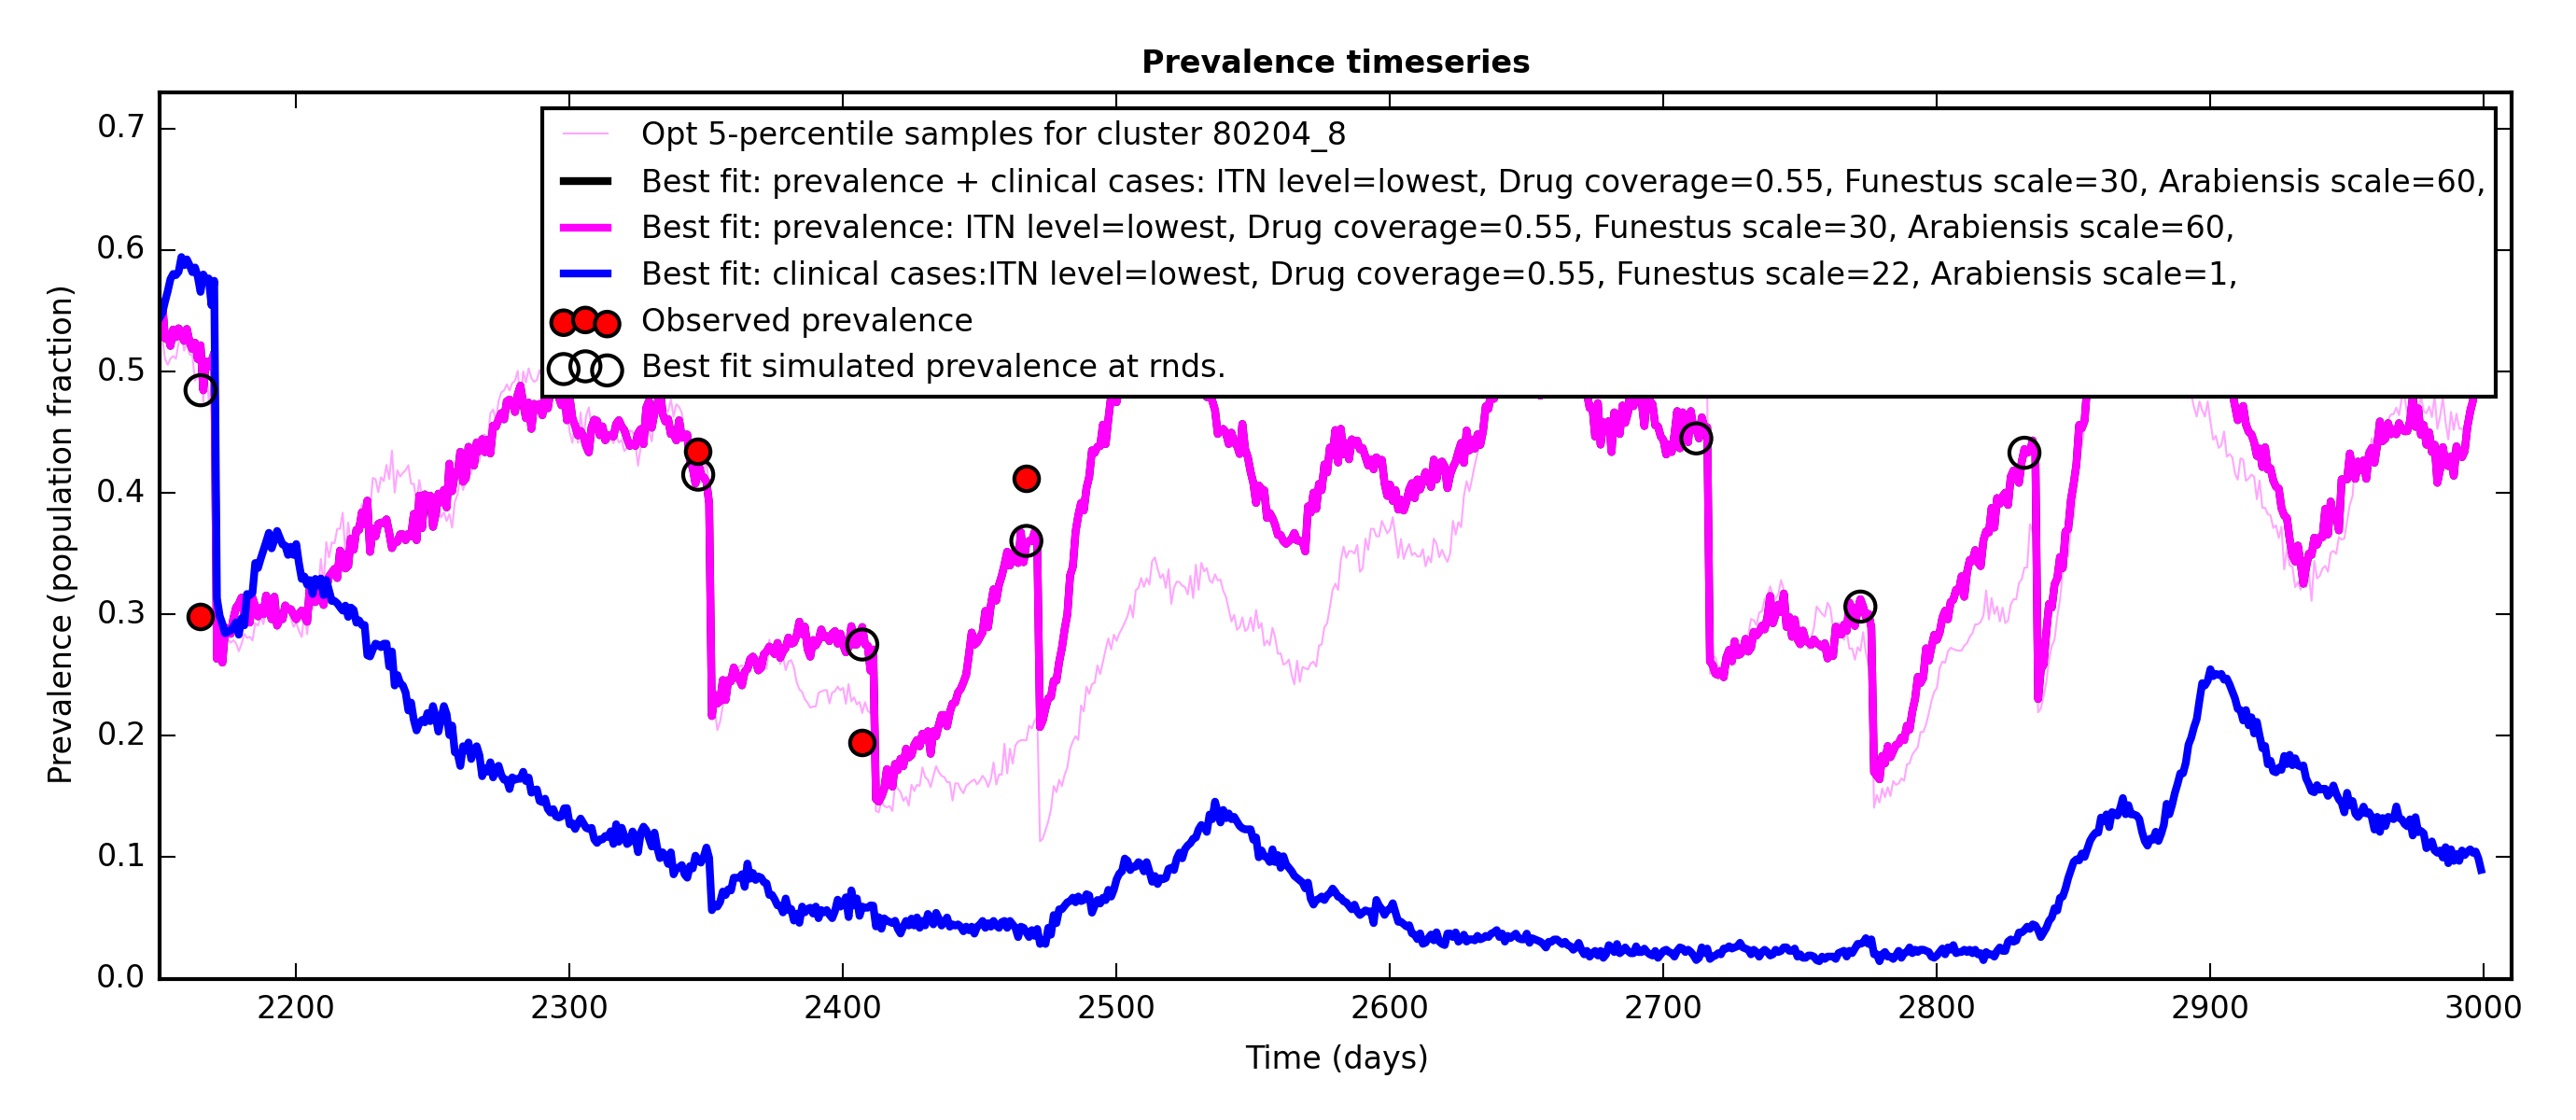 Prevalence timeseries
Opt 5-percentile samples for cluster 80204_8
Best fit: prevalence + clinical cases: ITN level=lowest, Drug coverage=0.55, Funestus scale=30, Arabiensis scale=60,
Best fit: prevalence: ITN level=lowest, Drug coverage=0.55, Funestus scale=30, Arabiensis scale=60,
Best fit: clinical cases:ITN level=lowest, Drug coverage=0.55, Funestus scale=22, Arabiensis scale=1,
Observed prevalence
Best fit simulated prevalence at rnds.
Prevalence (population fraction)
0.7
0.6
0.5
0.4
0.3
0.2
0.1
0.0
2200 2300 2400 2500 2600 2700 2800 2900 3000
Time (days)